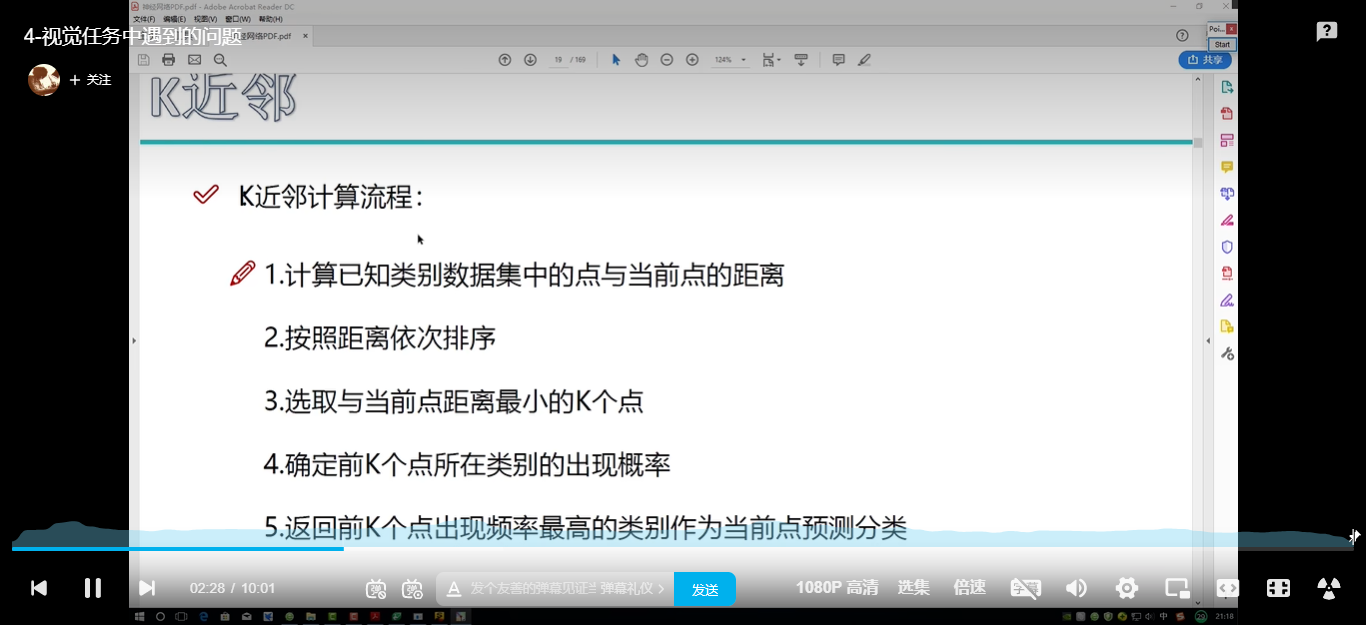 神经网络PDF.pdf - Adobe Acrobat Reader DC
文件(F) 编辑(E) 视图(V) 窗口(W) 帮助(H)
4-视觉任务中遇到的问题
网络PDF.pdf ×
Poi...
Start
+ 关注
19 / 169
124%
共享
K近邻
K近邻计算流程：
1.计算已知类别数据集中的点与当前点的距离
2.按照距离依次排序
3.选取与当前点距离最小的K个点
4.确定前K个点所在类别的出现概率
5.返回前K个点出现频率最高的类别作为当前点预测分类
02:28 / 10:01
发个友善的弹幕见证 弹幕礼仪 >
发送
1080P 高清
选集
倍速
中
21:18